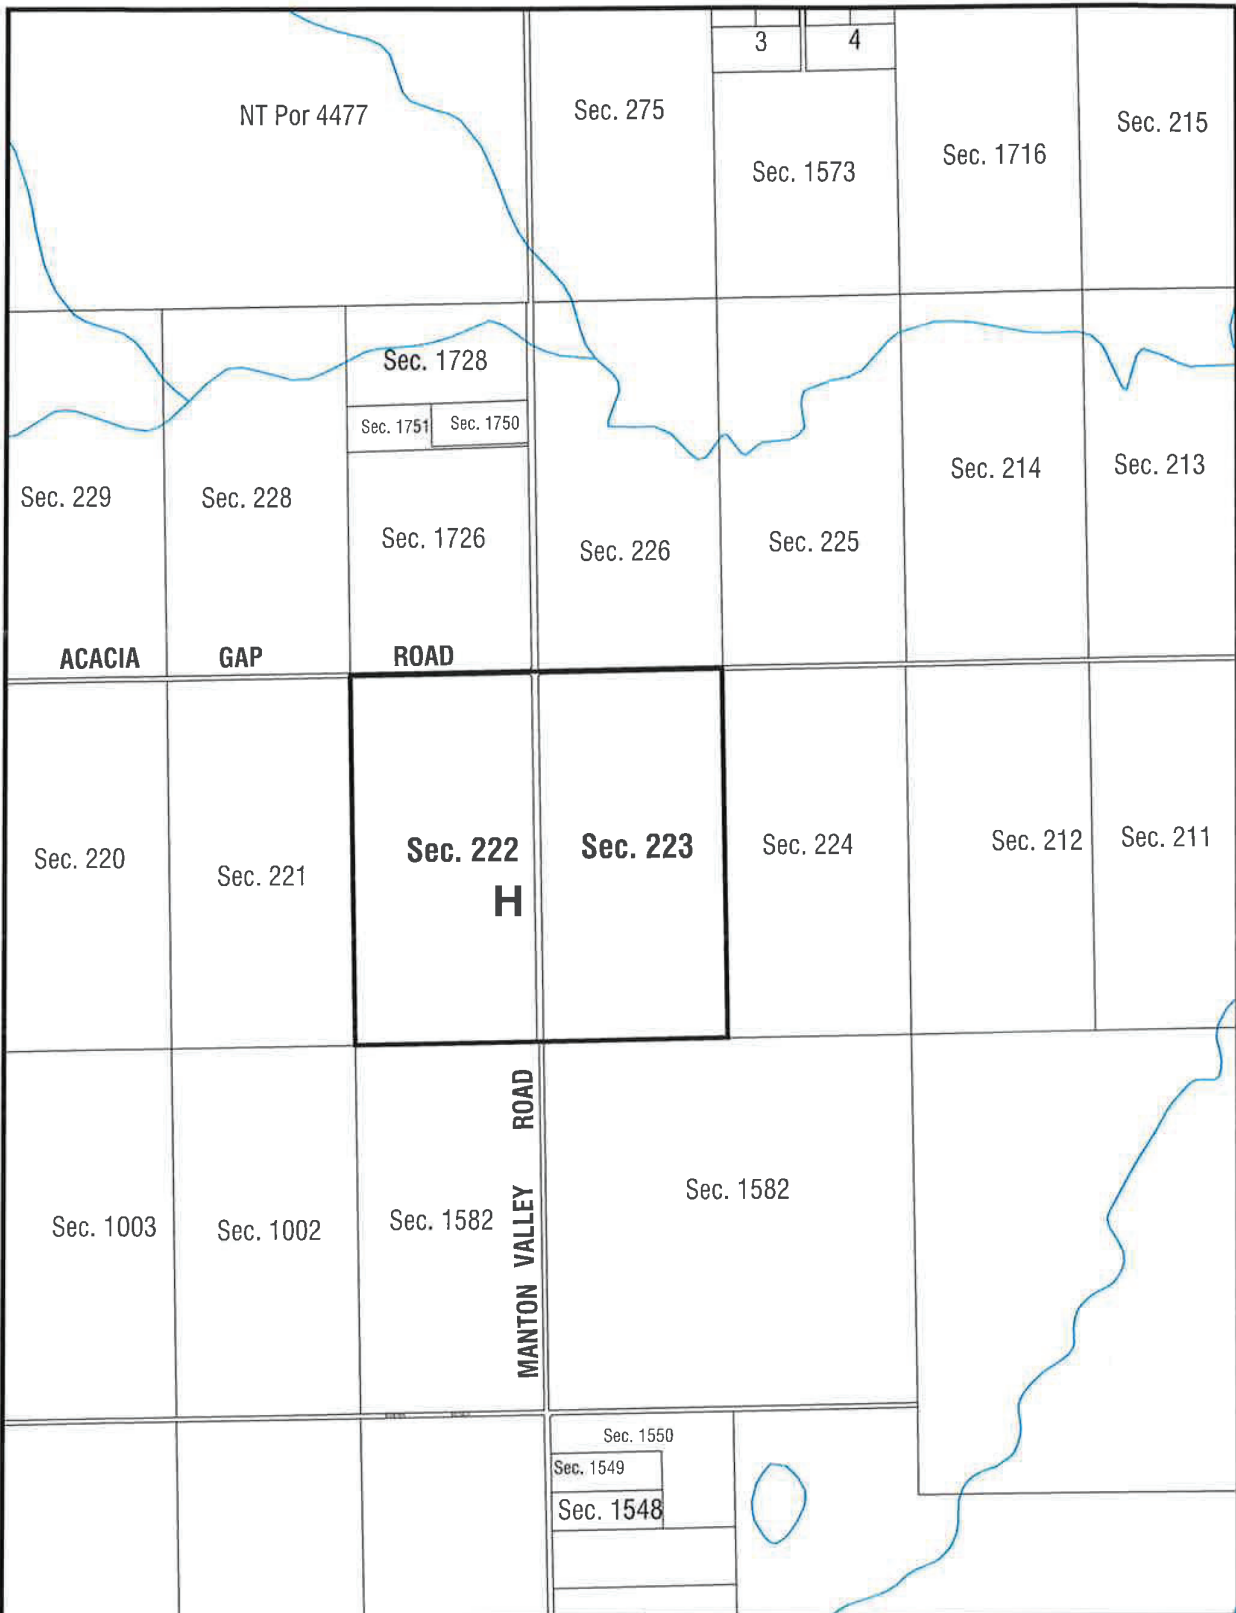 3
4
NT Por 4477
Sec. 275
Sec. 1573
Sec. 1716
Sec. 215
Sec. 1728
Sec. 1751
Sec. 1750
Sec. 229
Sec. 228
Sec. 1726
Sec. 226
Sec. 225
Sec. 214
Sec. 213
ACACIA GAP ROAD
Sec. 220
Sec. 221
Sec. 222
H
Sec. 223
Sec. 224
Sec. 212
Sec. 211
Sec. 1003
Sec. 1002
Sec. 1582
MANTON VALLEY ROAD
Sec. 1582
Sec. 1550
Sec. 1549
Sec. 1548